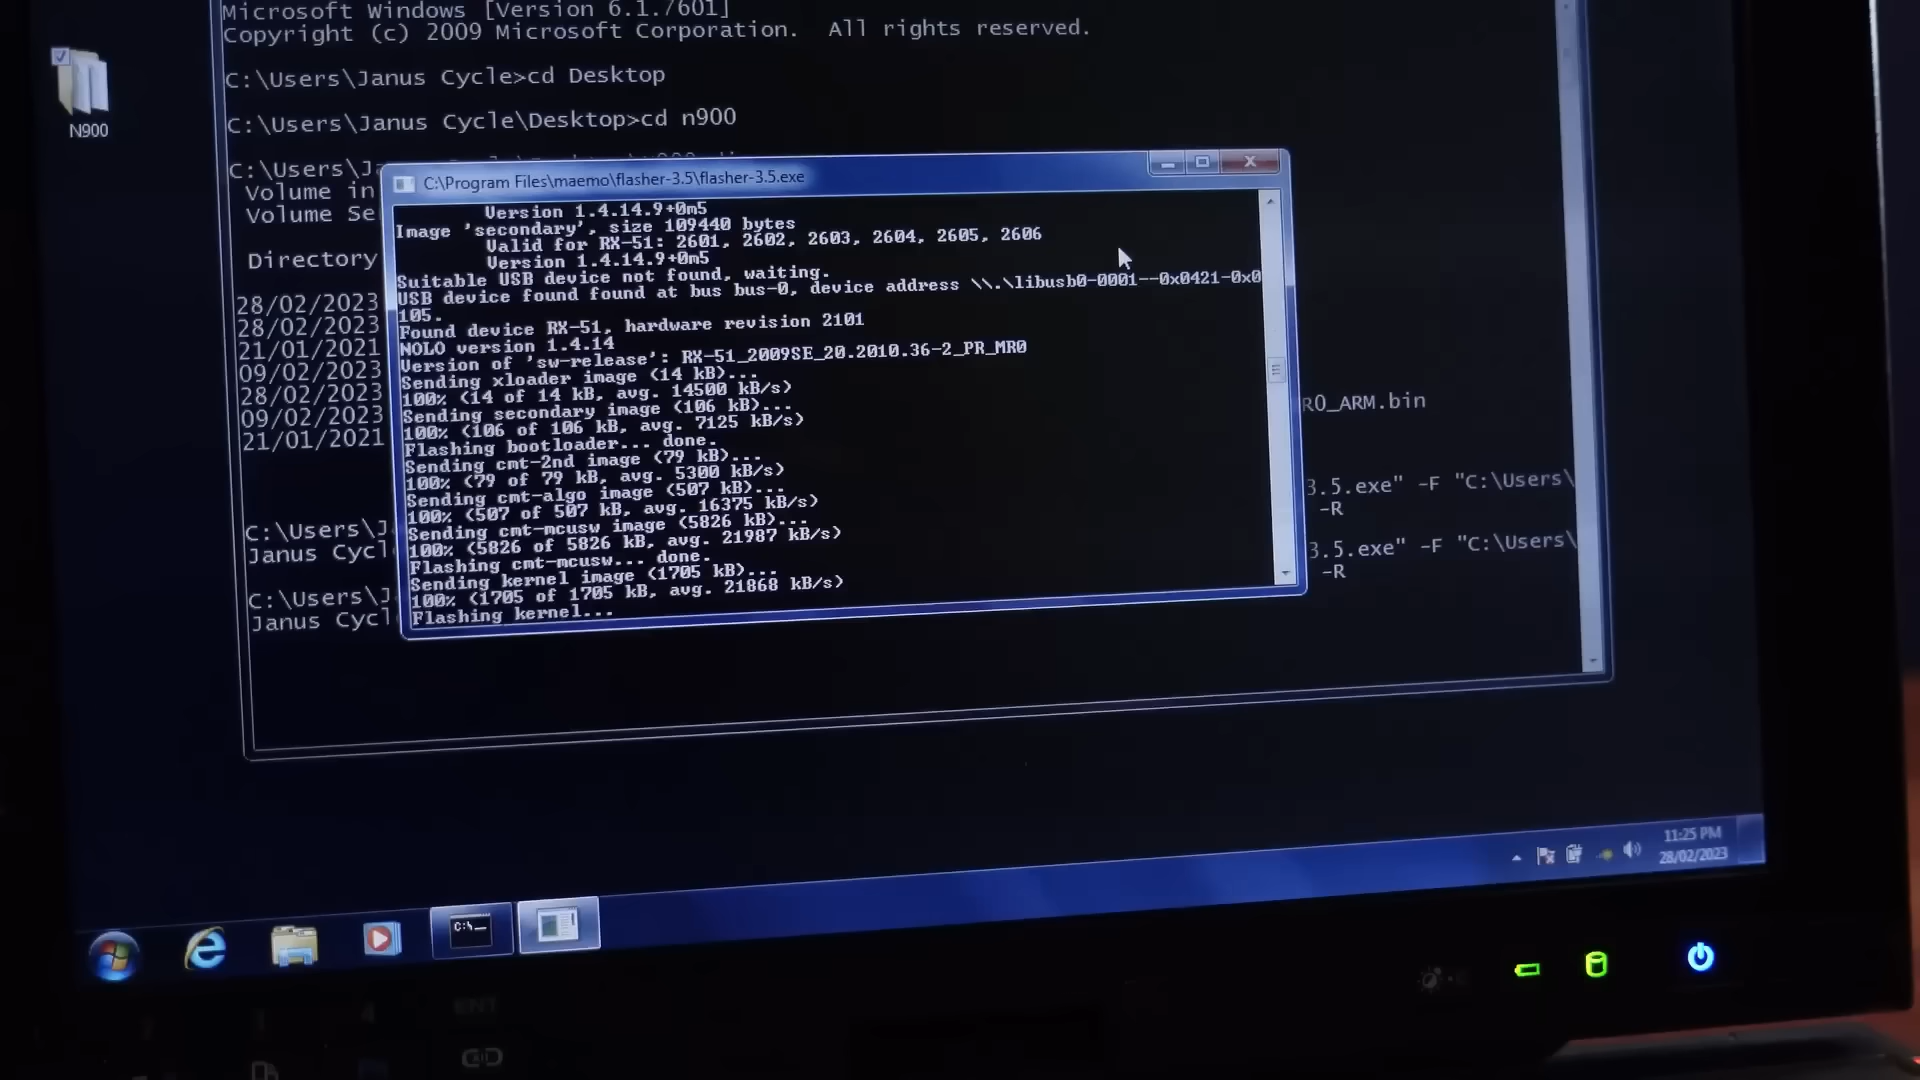 Microsoft Windows [Version 6.1.7601]
Copyright (c) 2009 Microsoft Corporation.  All rights reserved.
C:\Users\Janus Cycle>cd Desktop
C:\Users\Janus Cycle\Desktop>cd n900
N900
C:\Users\Ja
Volume in
Volume Se
Directory
28/02/2023
28/02/2023
21/01/2021
09/02/2023
28/02/2023
09/02/2023
21/01/2021
RO_ARM.bin
C:\Users\J
3.5.exe" -F "C:\Users\
Janus Cycl
-R
C:\Users\J
3.5.exe" -F "C:\Users\
Janus Cycl
-R
C:\Program Files\maemo\flasher-3.5\flasher-3.5.exe
Version 1.4.14.9+0m5
Image 'secondary', size 109440 bytes
Valid for RX-51: 2601, 2602, 2603, 2604, 2605, 2606
Version 1.4.14.9+0m5
Suitable USB device not found, waiting.
USB device found found at bus bus-0, device address \\.\libusb0-0001--0x0421-0x0
105.
Found device RX-51, hardware revision 2101
NOLO version 1.4.14
Version of 'sw-release': RX-51_2009SE_20.2010.36-2_PR_MR0
Sending xloader image (14 kB)...
100% (14 of 14 kB, avg. 14500 kB/s)
Sending secondary image (106 kB)...
100% (106 of 106 kB, avg. 7125 kB/s)
Flashing bootloader... done.
Sending cmt-2nd image (79 kB)...
100% (79 of 79 kB, avg. 5300 kB/s)
Sending cmt-algo image (507 kB)...
100% (507 of 507 kB, avg. 16375 kB/s)
Sending cmt-mcusw image (5826 kB)...
100% (5826 of 5826 kB, avg. 21987 kB/s)
Flashing cmt-mcusw... done.
Sending kernel image (1705 kB)...
100% (1705 of 1705 kB, avg. 21868 kB/s)
Flashing kernel...
11:25 PM
28/02/2023
C:\